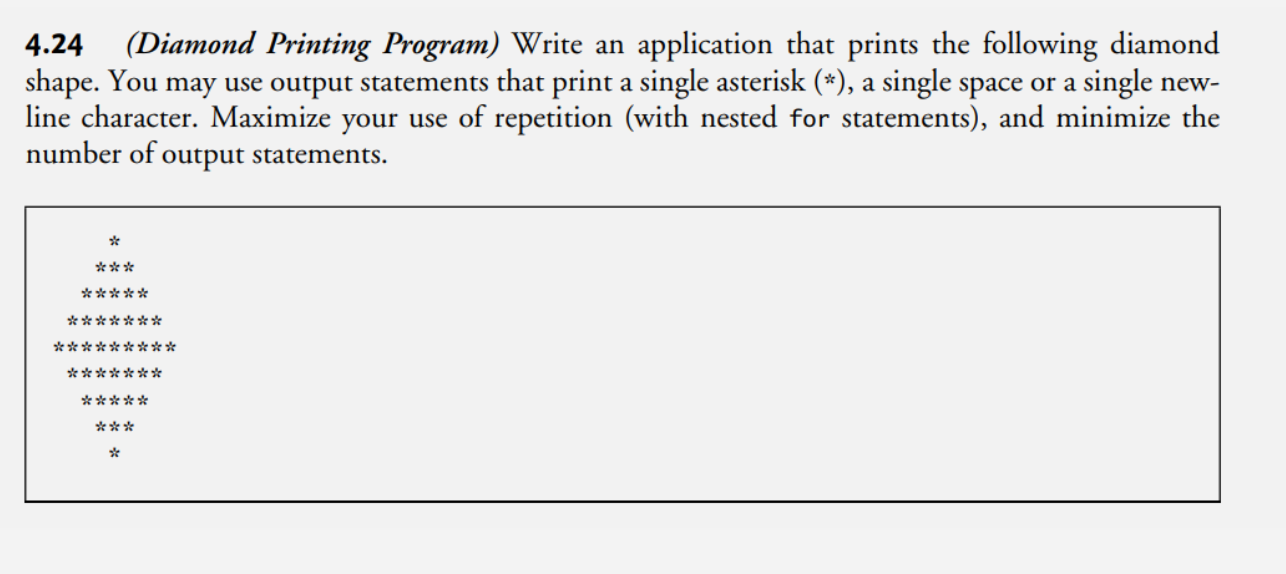 4.24 (Diamond Printing Program) Write an application that prints the following diamond
shape. You may use output statements that print a single asterisk (*), a single space or a single new-
line character. Maximize your use of repetition (with nested for statements), and minimize the
number of output statements.
*
***
*****
*******
*********
*******
*****
***
*